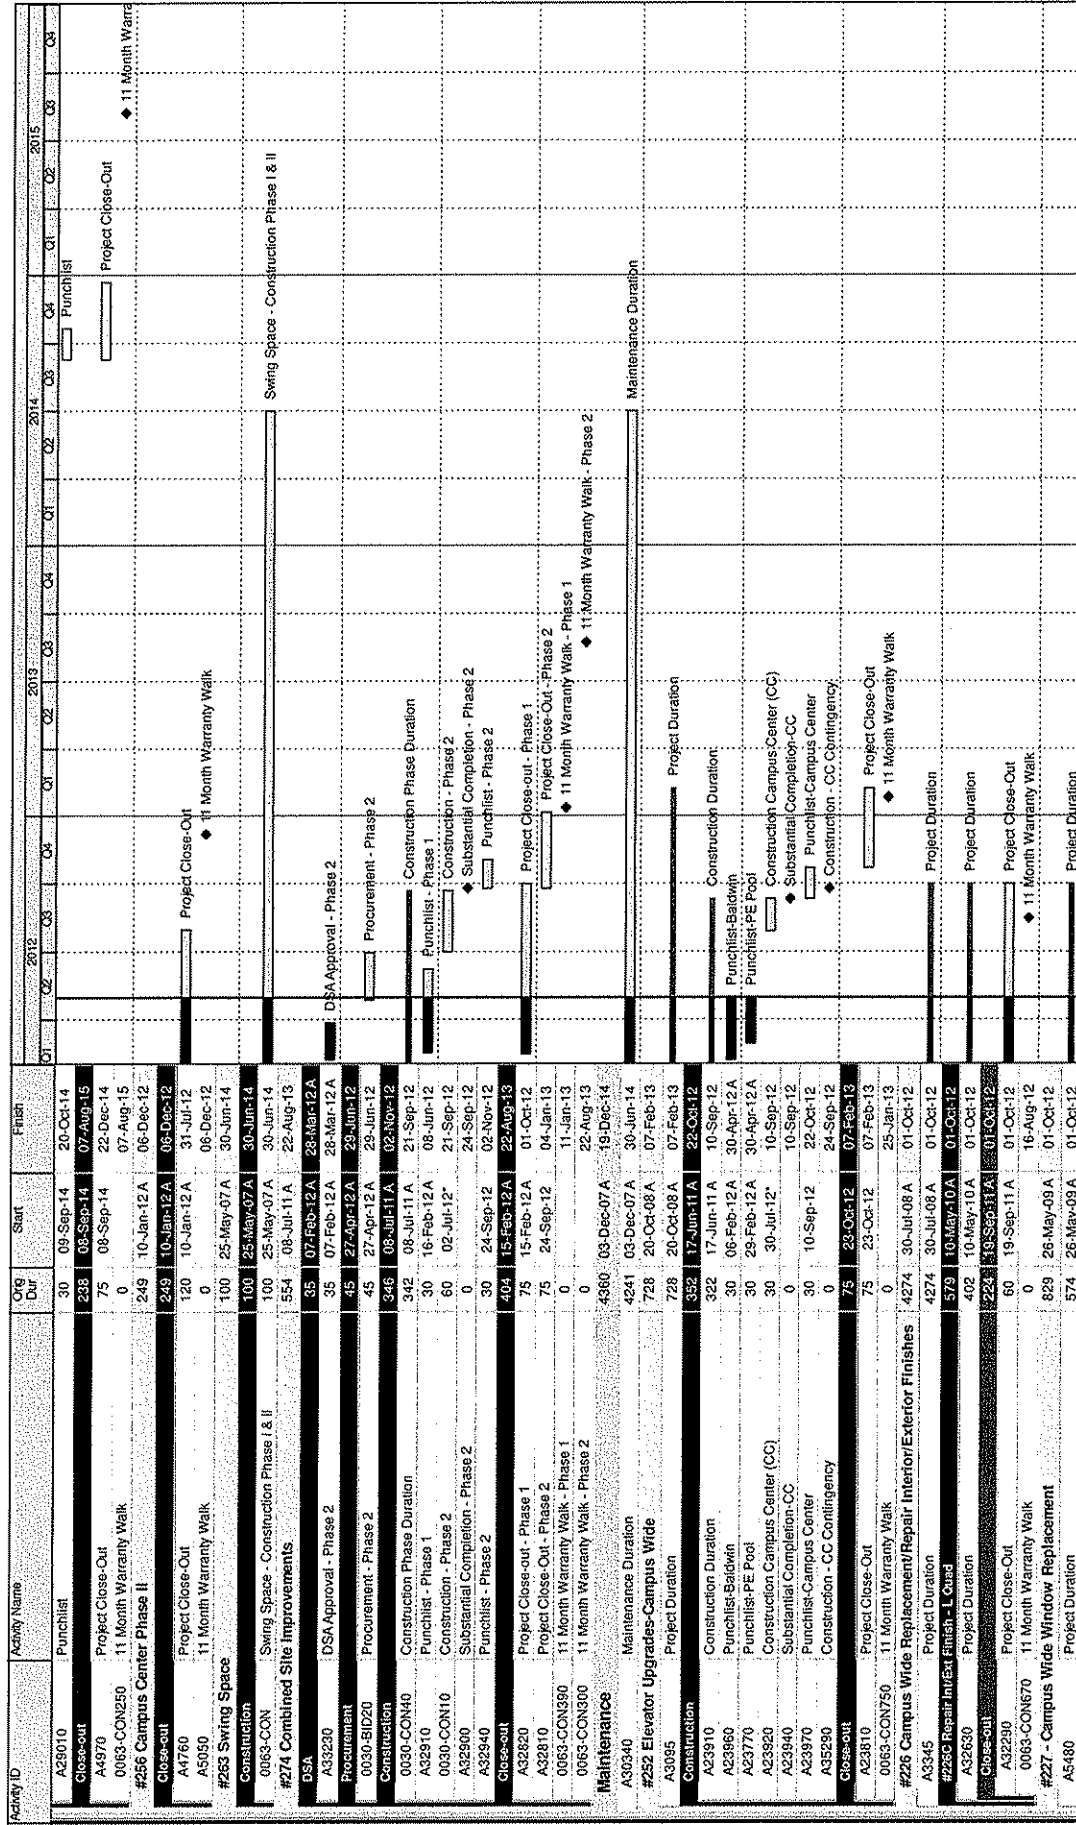 Activity ID Activity Name Orig Dur Start Finish
2012 2013 2014 2015
Q1 Q2 Q3 Q4 Q1 Q2 Q3 Q4 Q1 Q2 Q3 Q4 Q1 Q2 Q3 Q4
A29010 Punchlist 30 09-Sep-14 20-Oct-14 Punchlist
Close-out 238 08-Sep-14 07-Aug-15
A4970 Project Close-Out 75 08-Sep-14 22-Dec-14 Project Close-Out
0063-CON250 11 Month Warranty Walk 0 07-Aug-15 11 Month Warra
#256 Campus Center Phase II 249 10-Jan-12 A 06-Dec-12
Close-out 249 10-Jan-12 A 06-Dec-12
A4760 Project Close-Out 120 10-Jan-12 A 31-Jul-12 Project Close-Out
A5050 11 Month Warranty Walk 0 06-Dec-12 11 Month Warranty Walk
#263 Swing Space 100 25-May-07 A 30-Jun-14
Construction 100 25-May-07 A 30-Jun-14
0063-CON Swing Space - Construction Phase I & II 100 25-May-07 A 30-Jun-14 Swing Space - Construction Phase I & II
#274 Combined Site Improvements 554 08-Jul-11 A 22-Aug-13
DSA 35 07-Feb-12 A 28-Mar-12 A
A33230 DSA Approval - Phase 2 35 07-Feb-12 A 28-Mar-12 A DSA Approval - Phase 2
Procurement 45 27-Apr-12 A 29-Jun-12
0030-BID20 Procurement - Phase 2 45 27-Apr-12 A 29-Jun-12 Procurement - Phase 2
Construction 346 08-Jul-11 A 02-Nov-12
0030-CON40 Construction Phase Duration 342 08-Jul-11 A 21-Sep-12 Construction Phase Duration
A32910 Punchlist - Phase 1 30 16-Feb-12 A 08-Jun-12 Punchlist - Phase 1
0030-CON10 Construction - Phase 2 60 02-Jul-12* 21-Sep-12 Construction - Phase 2
A32900 Substantial Completion - Phase 2 0 24-Sep-12 Substantial Completion - Phase 2
A32940 Punchlist - Phase 2 30 24-Sep-12 02-Nov-12 Punchlist - Phase 2
Close-out 404 15-Feb-12 A 22-Aug-13
A32820 Project Close-out - Phase 1 75 15-Feb-12 A 01-Oct-12 Project Close-out - Phase 1
A32810 Project Close-Out - Phase 2 75 24-Sep-12 04-Jan-13 Project Close-Out - Phase 2
0063-CON390 11 Month Warranty Walk - Phase 1 0 11-Jan-13 11 Month Warranty Walk - Phase 1
0063-CON300 11 Month Warranty Walk - Phase 2 0 22-Aug-13 11 Month Warranty Walk - Phase 2
Maintenance 4360 03-Dec-07 A 19-Dec-14
A30340 Maintenance Duration 4241 03-Dec-07 A 30-Jun-14 Maintenance Duration
#252 Elevator Upgrades-Campus Wide 728 20-Oct-08 A 07-Feb-13
A3095 Project Duration 728 20-Oct-08 A 07-Feb-13 Project Duration
Construction 352 17-Jun-11 A 22-Oct-12
A23910 Construction Duration 322 17-Jun-11 A 10-Sep-12 Construction Duration
A23960 Punchlist-Baldwin 30 06-Feb-12 A 30-Apr-12 A Punchlist-Baldwin
A23770 Punchlist-PE Pool 30 29-Feb-12 A 30-Apr-12 A Punchlist-PE Pool
A23920 Construction Campus Center (CC) 30 30-Jul-12* 10-Sep-12 Construction Campus Center (CC)
A23940 Substantial Completion-CC 0 10-Sep-12 Substantial Completion-CC
A23970 Punchlist-Campus Center 30 10-Sep-12 22-Oct-12 Punchlist-Campus Center
A35290 Construction - CC Contingency 0 24-Sep-12 Construction - CC Contingency
Close-out 75 23-Oct-12 07-Feb-13
A23810 Project Close-Out 75 23-Oct-12 07-Feb-13 Project Close-Out
0063-CON750 11 Month Warranty Walk 0 25-Jan-13 11 Month Warranty Walk
#226 Campus Wide Replacement/Repair Interior/Exterior Finishes 4274 30-Jul-08 A 01-Oct-12
A3345 Project Duration 4274 30-Jul-08 A 01-Oct-12 Project Duration
Repair Int/Ext Finish - L Quad 579 10-May-10 A 01-Oct-12
A32630 Project Duration 402 10-May-10 A 01-Oct-12 Project Duration
Close-out 224 19-Sep-11 A 01-Oct-12
A32290 Project Close-Out 60 19-Sep-11 A 01-Oct-12 Project Close-Out
0063-CON670 11 Month Warranty Walk 0 16-Aug-12 11 Month Warranty Walk
#227 - Campus Wide Window Replacement 829 26-May-09 A 01-Oct-12
A5480 Project Duration 574 26-May-09 A 01-Oct-12 Project Duration